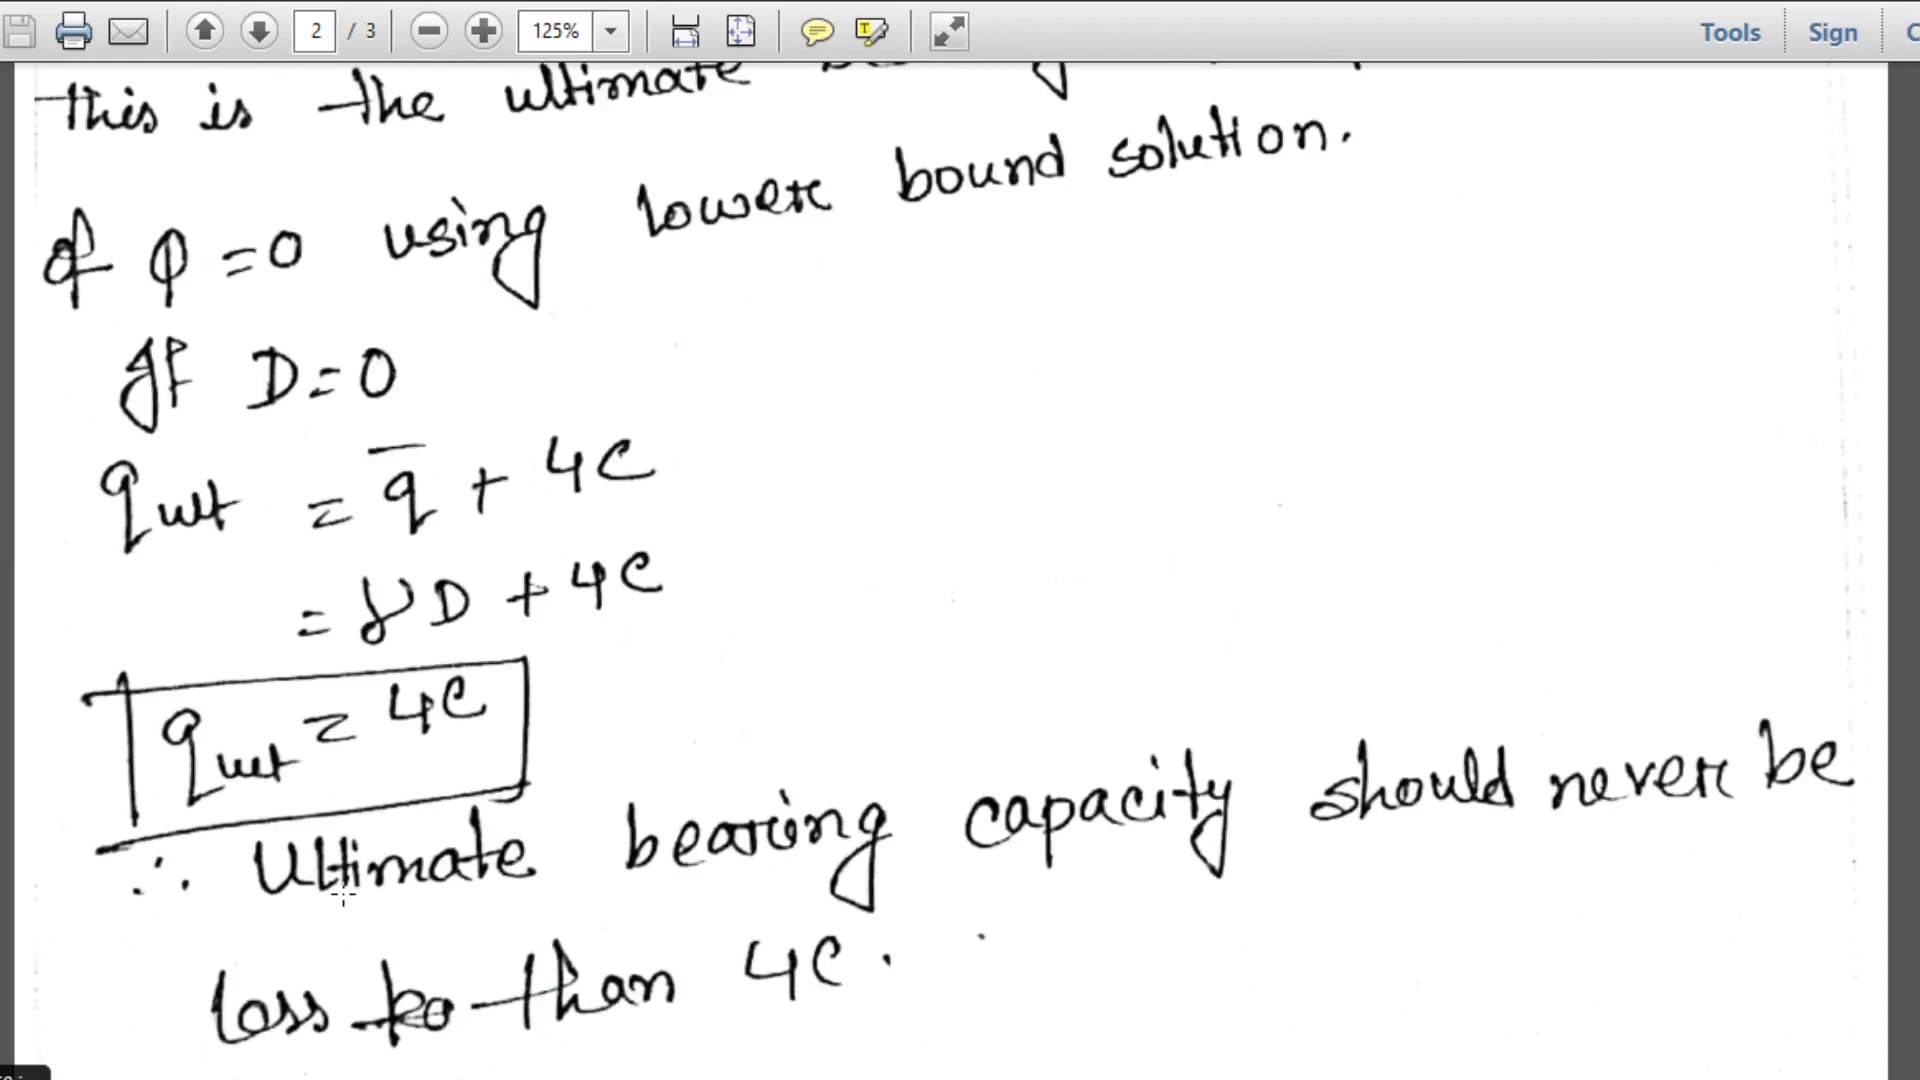 2 / 3 125% Tools Sign
This is the ultimate
of φ = 0 using lower bound solution.
If D = 0
qult = q̅ + 4C
= γD + 4C
qult = 4C
∴ Ultimate bearing capacity should never be
less to than 4C.